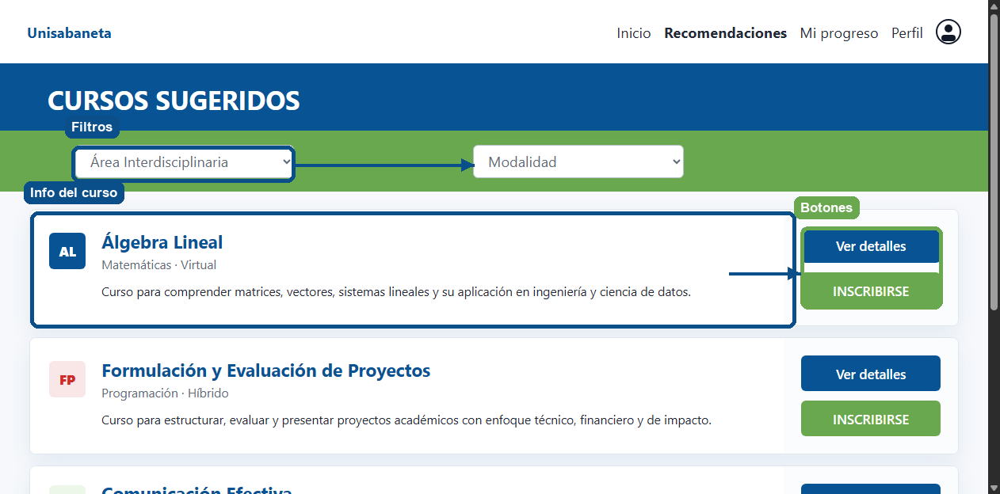 Unisabaneta
Inicio Recomendaciones Mi progreso Perfil
CURSOS SUGERIDOS
Filtros
Área Interdisciplinaria
Modalidad
Info del curso
Botones
AL
Álgebra Lineal
Matemáticas · Virtual
Curso para comprender matrices, vectores, sistemas lineales y su aplicación en ingeniería y ciencia de datos.
Ver detalles
INSCRIBIRSE
FP
Formulación y Evaluación de Proyectos
Programación · Híbrido
Curso para estructurar, evaluar y presentar proyectos académicos con enfoque técnico, financiero y de impacto.
Ver detalles
INSCRIBIRSE
Comunicación Efectiva